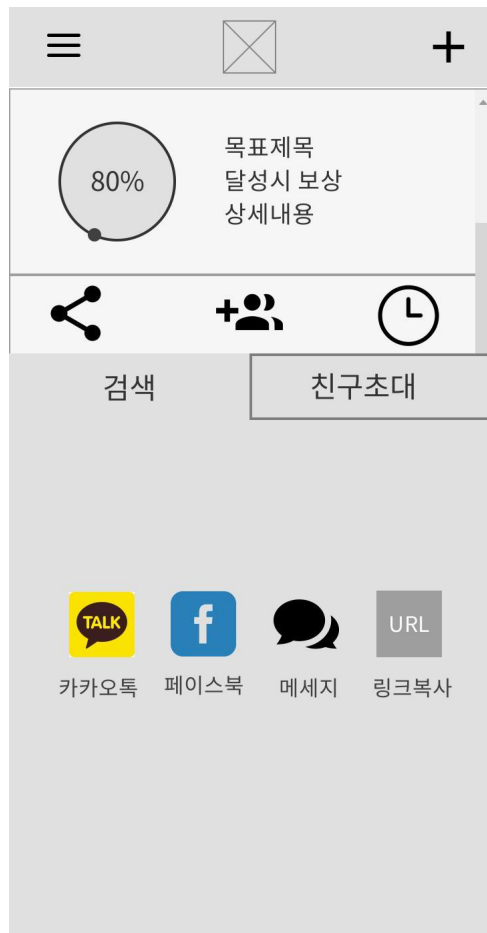 80%
목표제목
달성시 보상
상세내용
검색
친구초대
TALK
f
URL
카카오톡
페이스북
메세지
링크복사